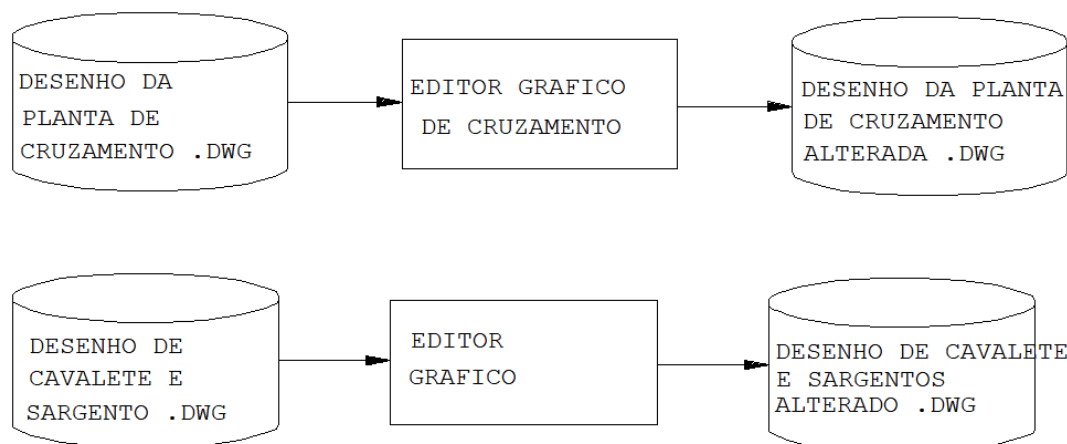 DESENHO DA
PLANTA DE
CRUZAMENTO .DWG
EDITOR GRAFICO
DE CRUZAMENTO
DESENHO DA PLANTA
DE CRUZAMENTO
ALTERADA .DWG
DESENHO DE
CAVALETE E
SARGENTO .DWG
EDITOR
GRAFICO
DESENHO DE CAVALETE
E SARGENTOS
ALTERADO .DWG